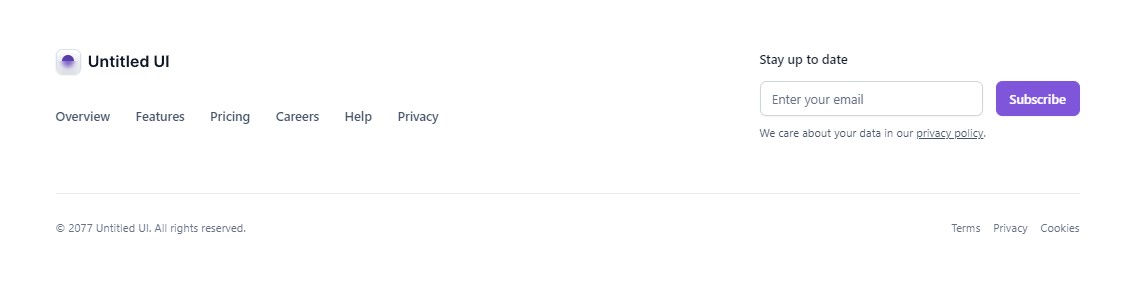 Untitled UI
Overview Features Pricing Careers Help Privacy
Stay up to date
Enter your email
Subscribe
We care about your data in our privacy policy.
© 2077 Untitled UI. All rights reserved.
Terms Privacy Cookies